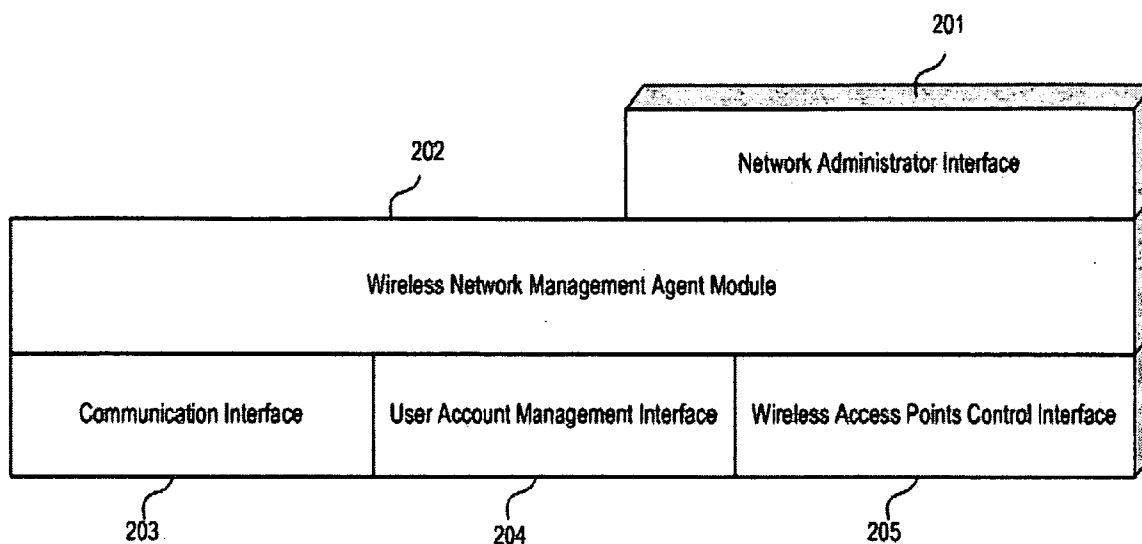 201
Network Administrator Interface
202
Wireless Network Management Agent Module
Communication Interface
User Account Management Interface
Wireless Access Points Control Interface
203
204
205